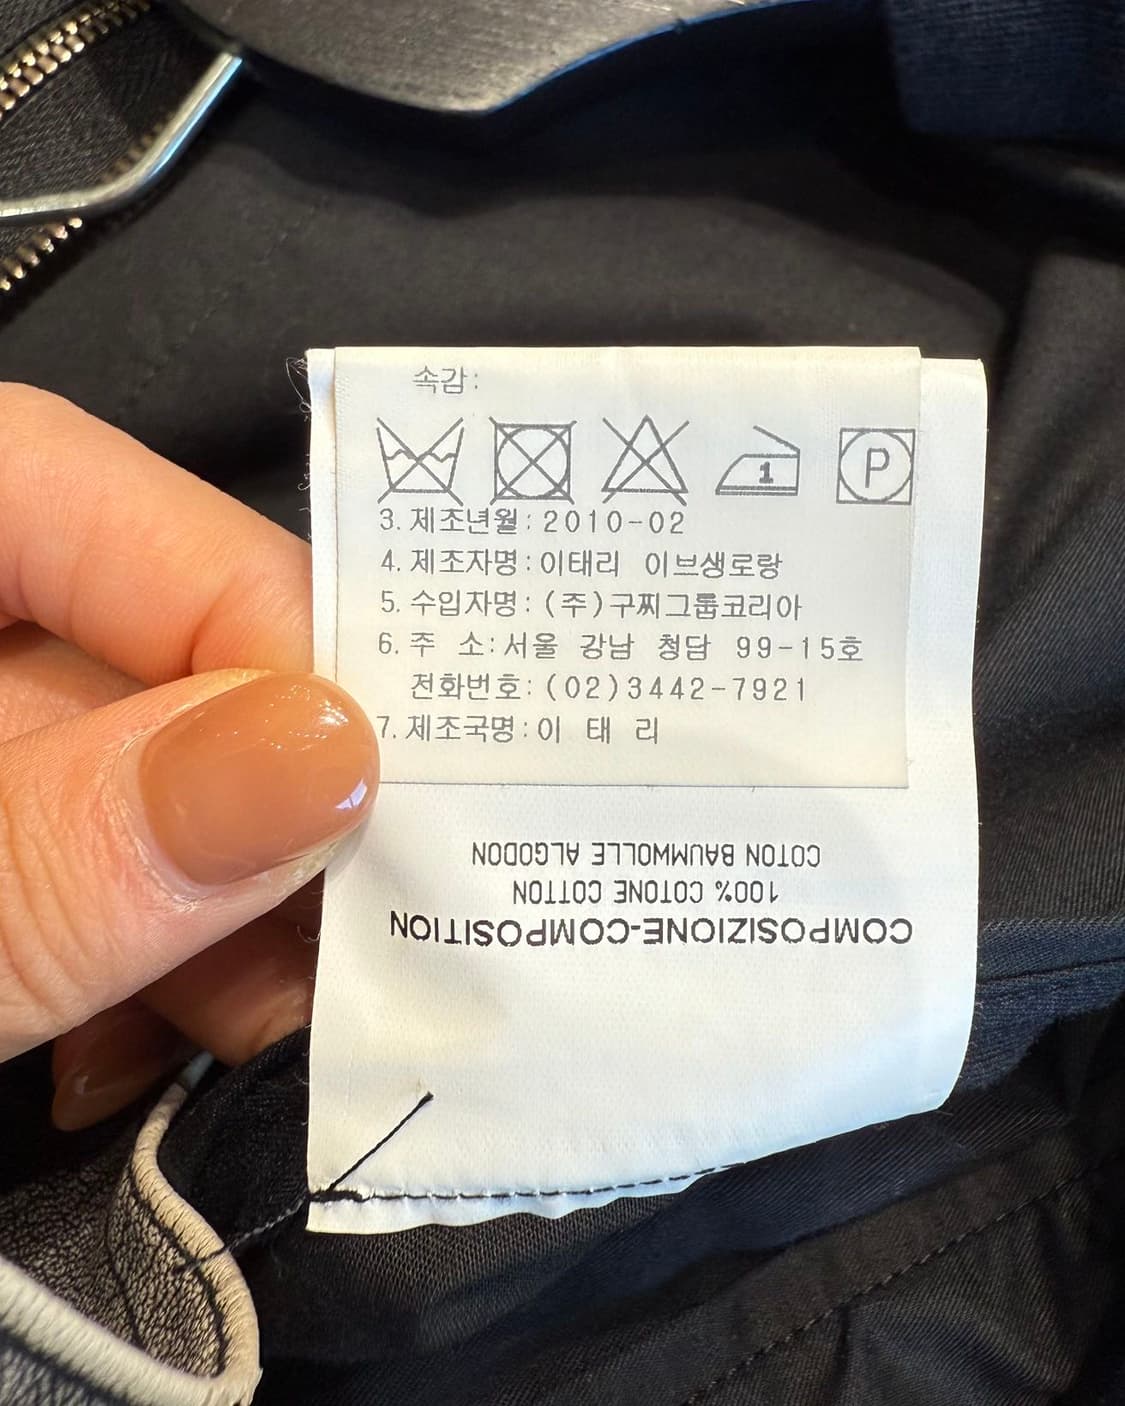 속감:
1
P
3. 제조년월:2010-02
4. 제조자명:이태리 이브생로랑
5. 수입자명:(주)구찌그룹코리아
6. 주 소:서울 강남 청담 99-15호
전화번호:(02)3442-7921
7. 제조국명:이 태 리
COMPOSIZIONE-COMPOSITION
100% COTONE COTTON
COTON BAUMWOLLE ALGODON